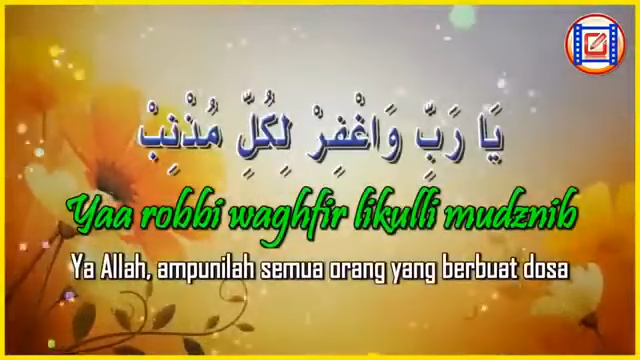 يَا رَبِّ وَاغْفِرْ لِكُلِّ مُذْنِبْ
Yaa robbi waghfir likulli mudznib
Ya Allah, ampunilah semua orang yang berbuat dosa